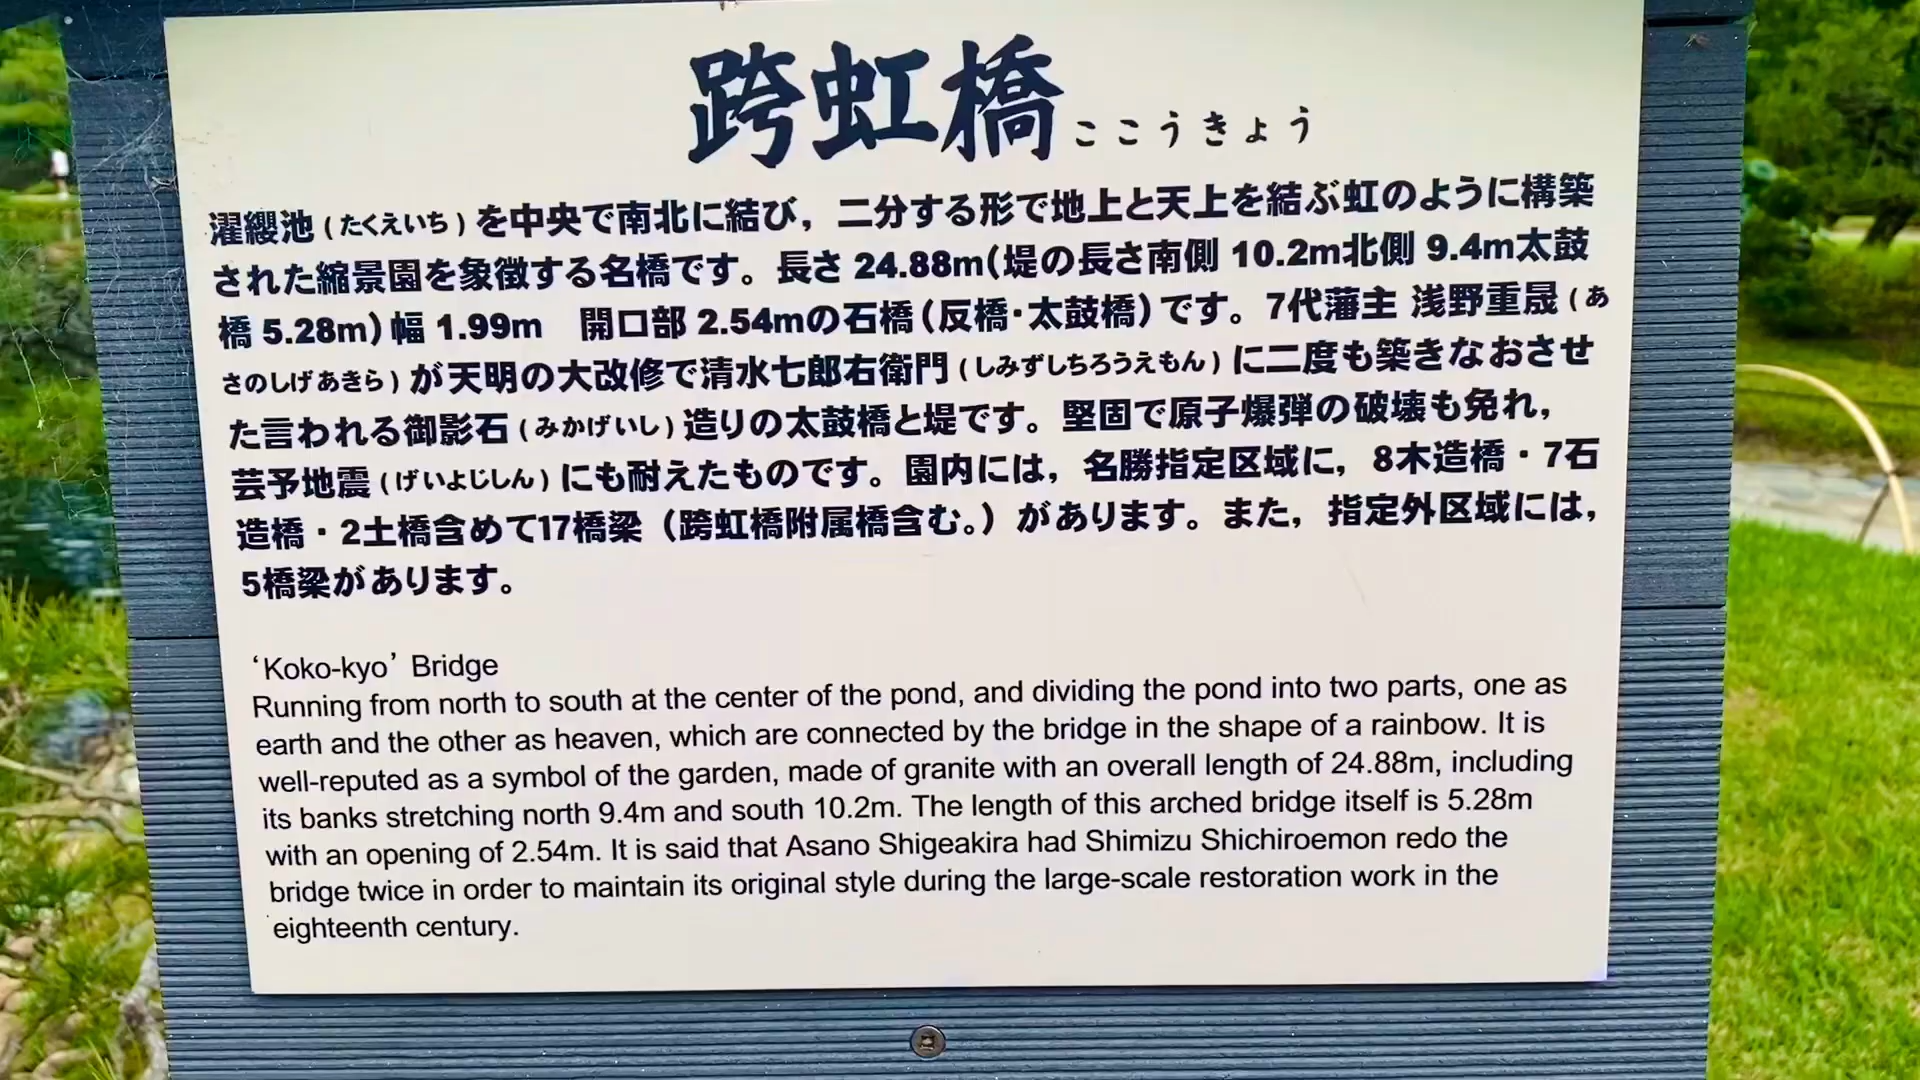 跨虹橋ここうきょう
濯纓池(たくえいち)を中央で南北に結び，二分する形で地上と天上を結ぶ虹のように構築
された縮景園を象徴する名橋です。長さ 24.88m(堤の長さ南側 10.2m北側 9.4m太鼓
橋 5.28m)幅 1.99m　開口部 2.54mの石橋(反橋・太鼓橋)です。7代藩主 浅野重晟(あ
さのしげあきら)が天明の大改修で清水七郎右衛門(しみずしちろうえもん)に二度も築きなおさせ
た言われる御影石(みかげいし)造りの太鼓橋と堤です。堅固で原子爆弾の破壊も免れ，
芸予地震(げいよじしん)にも耐えたものです。園内には，名勝指定区域に，8木造橋・7石
造橋・2土橋含めて17橋梁（跨虹橋附属橋含む。）があります。また，指定外区域には，
5橋梁があります。
‘Koko-kyo’ Bridge
Running from north to south at the center of the pond, and dividing the pond into two parts, one as
earth and the other as heaven, which are connected by the bridge in the shape of a rainbow. It is
well-reputed as a symbol of the garden, made of granite with an overall length of 24.88m, including
its banks stretching north 9.4m and south 10.2m. The length of this arched bridge itself is 5.28m
with an opening of 2.54m. It is said that Asano Shigeakira had Shimizu Shichiroemon redo the
bridge twice in order to maintain its original style during the large-scale restoration work in the
eighteenth century.